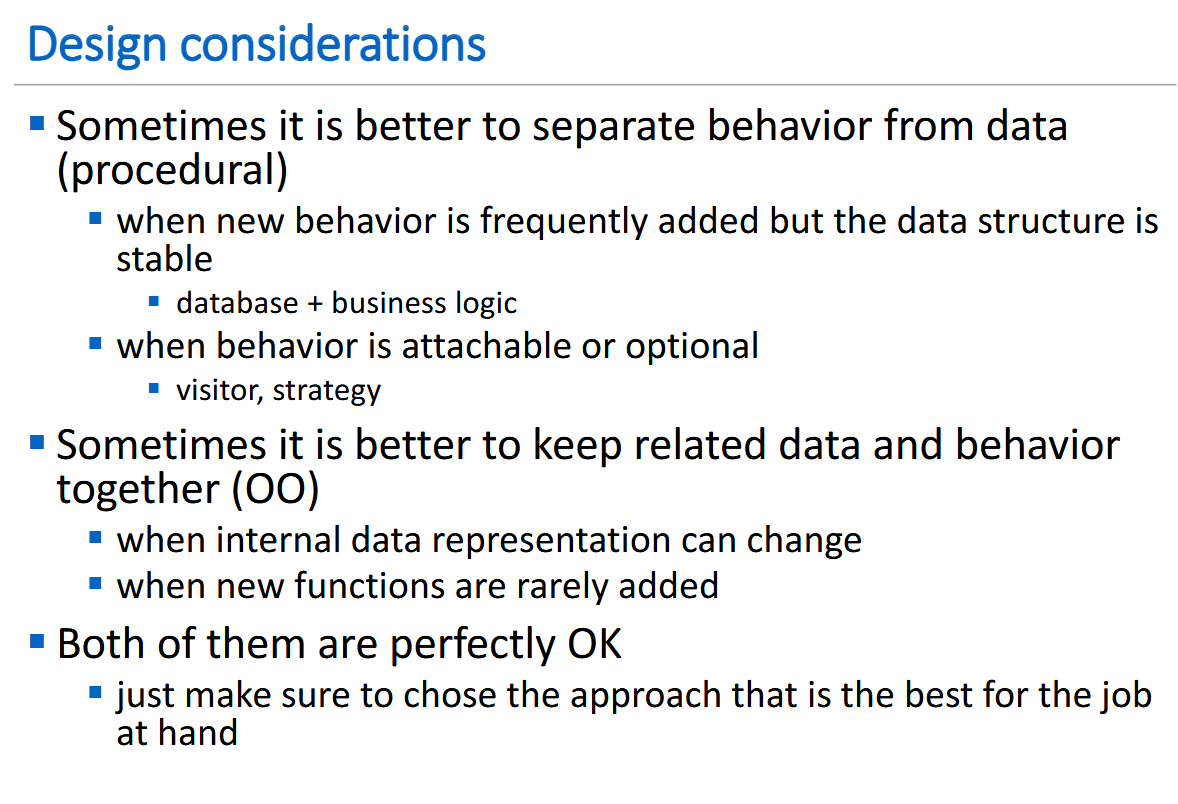 Design considerations
Sometimes it is better to separate behavior from data
(procedural)
when new behavior is frequently added but the data structure is
stable
database + business logic
when behavior is attachable or optional
visitor, strategy
Sometimes it is better to keep related data and behavior
together (OO)
when internal data representation can change
when new functions are rarely added
Both of them are perfectly OK
just make sure to chose the approach that is the best for the job
at hand